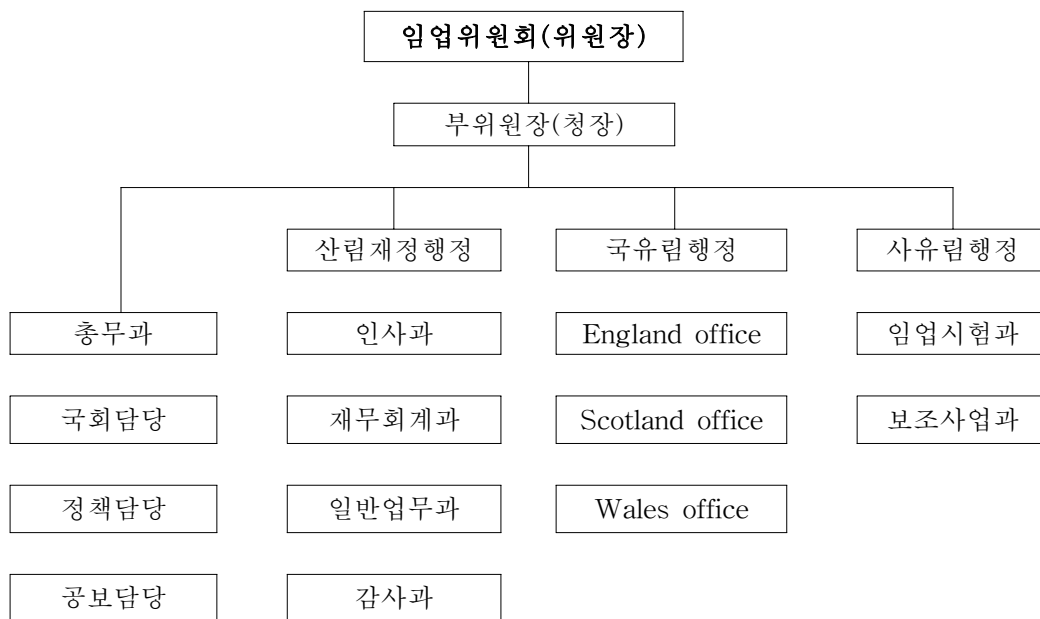 임업위원회(위원장)
부위원장(청장)
산림재정행정
국유림행정
사유림행정
총무과
인사과
England office
임업시험과
국회담당
재무회계과
Scotland office
보조사업과
정책담당
일반업무과
Wales office
공보담당
감사과